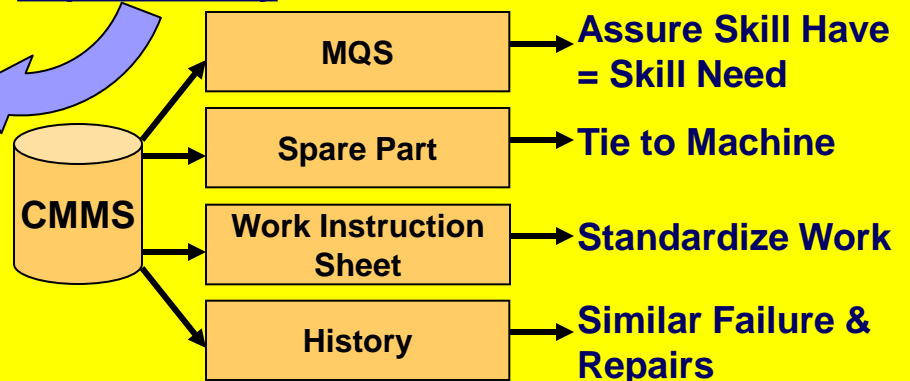 MQS
Assure Skill Have
= Skill Need
Spare Part
Tie to Machine
CMMS
Work Instruction
Sheet
Standardize Work
History
Similar Failure &
Repairs